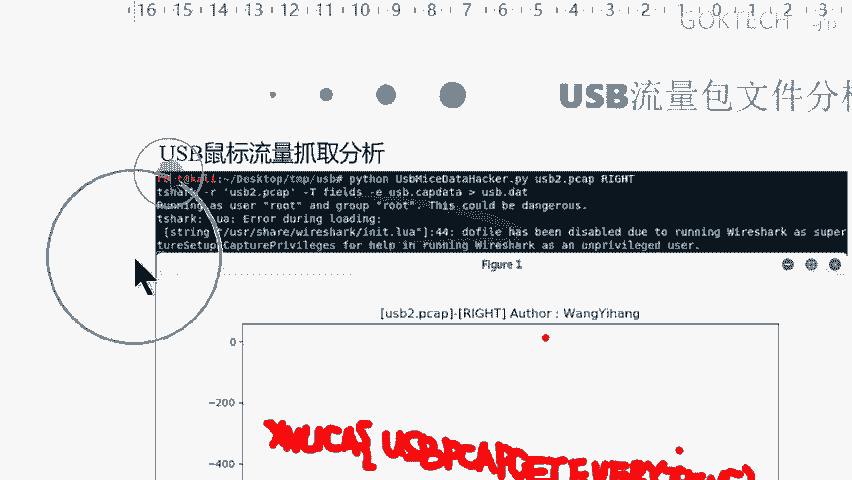 16 15 14 13 12 11 10 9 8 7 6 5 4 3 2 1 0 1 2 3
GOKTECH
USB流量包文件分析
USB鼠标流量抓取分析
:~/Desktop/tmp/usb# python UsbMiceDataHacker.py usb2.pcap RIGHT
tshark -r 'usb2.pcap' -T fields -e usb.capdata > usb.dat
Running as user "root" and group "root". This could be dangerous.
tshark: Lua: Error during loading:
[string "/usr/share/wireshark/init.lua"]:44: dofile has been disabled due to running Wireshark as super
tureSetup/CapturePrivileges for help in running Wireshark as an unprivileged user.
Figure 1
[usb2.pcap]-[RIGHT] Author : WangYihang
0
−200
−400
XNUCA{ USBPCAPGETEVERYTHING}